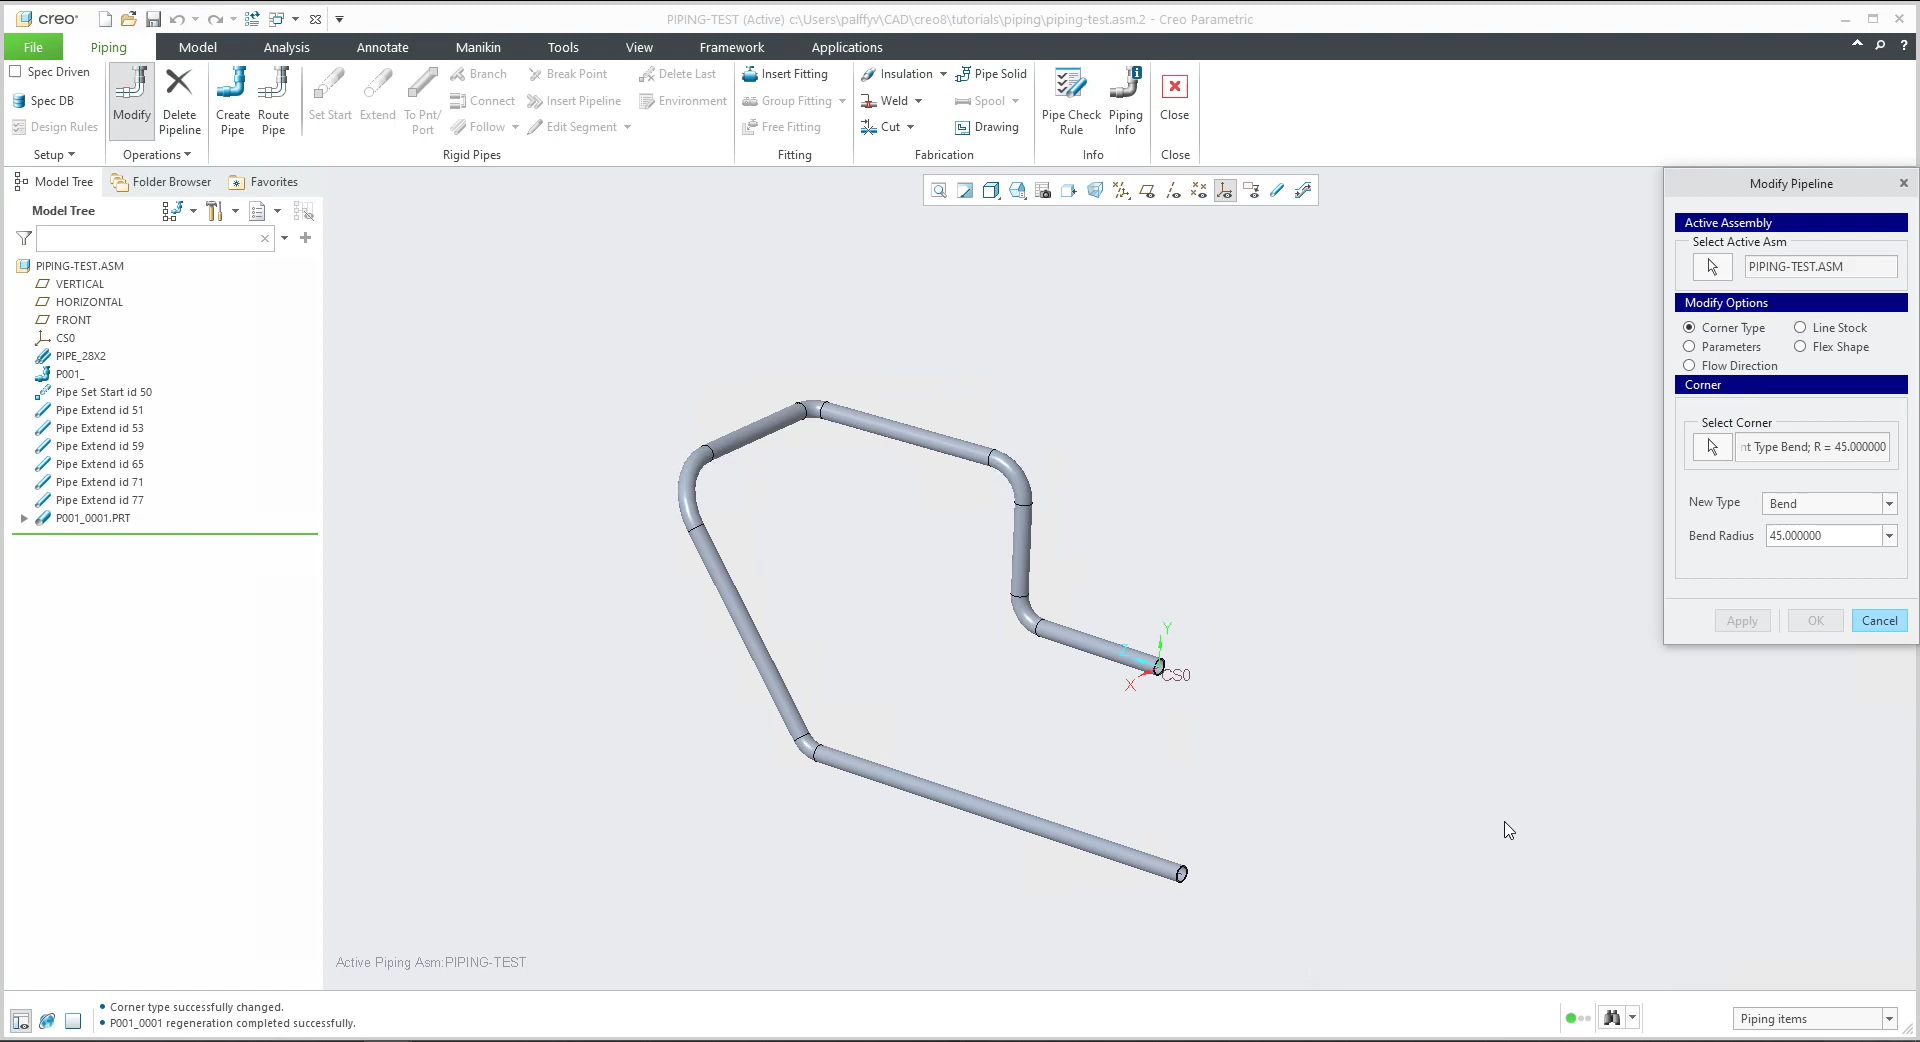 creo®
PIPING-TEST (Active) c:\Users\palffyv\CAD\creo8\tutorials\piping\piping-test.asm.2 - Creo Parametric
File Piping Model Analysis Annotate Manikin Tools View Framework Applications
Spec Driven
Spec DB
Design Rules
Setup
Modify
Delete Pipeline
Operations
Create Pipe
Route Pipe
Set Start
Extend
To Pnt/ Port
Branch
Connect
Follow
Break Point
Insert Pipeline
Edit Segment
Delete Last
Environment
Rigid Pipes
Insert Fitting
Group Fitting
Free Fitting
Fitting
Insulation
Weld
Cut
Pipe Solid
Spool
Drawing
Fabrication
Pipe Check Rule
Piping Info
Info
Close
Close
Model Tree Folder Browser Favorites
Model Tree
PIPING-TEST.ASM
VERTICAL
HORIZONTAL
FRONT
CS0
PIPE_28X2
P001_
Pipe Set Start id 50
Pipe Extend id 51
Pipe Extend id 53
Pipe Extend id 59
Pipe Extend id 65
Pipe Extend id 71
Pipe Extend id 77
P001_0001.PRT
Y
Z
X
CS0
Active Piping Asm:PIPING-TEST
Modify Pipeline
Active Assembly
Select Active Asm
PIPING-TEST.ASM
Modify Options
Corner Type Line Stock
Parameters Flex Shape
Flow Direction
Corner
Select Corner
nt Type Bend; R = 45.000000
New Type Bend
Bend Radius 45.000000
Apply OK Cancel
Corner type successfully changed.
P001_0001 regeneration completed successfully.
Piping items